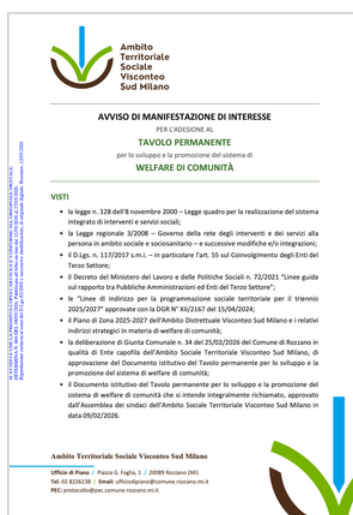 Ambito
Territoriale
Sociale
Visconteo
Sud Milano
AVVISO DI MANIFESTAZIONE DI INTERESSE
PER L'ADESIONE AL
TAVOLO PERMANENTE
per lo sviluppo e la promozione del sistema di
WELFARE DI COMUNITÀ
VISTI
• la legge n. 328 dell'8 novembre 2000 – Legge quadro per la realizzazione del sistema
integrato di interventi e servizi sociali;
• la Legge regionale 3/2008 – Governo della rete degli interventi e dei servizi alla
persona in ambito sociale e sociosanitario – e successive modifiche e/o integrazioni;
• il D.Lgs. n. 117/2017 s.m.i. – in particolare l'art. 55 sul Coinvolgimento degli Enti del
Terzo Settore;
• il Decreto del Ministero del Lavoro e delle Politiche Sociali n. 72/2021 "Linee guida
sul rapporto tra Pubbliche Amministrazioni ed Enti del Terzo Settore";
• le "Linee di indirizzo per la programmazione sociale territoriale per il triennio
2025/2027" approvate con la DGR N° XII/2167 del 15/04/2024;
• il Piano di Zona 2025-2027 dell'Ambito Distrettuale Visconteo Sud Milano e i relativi
indirizzi strategici in materia di welfare di comunità;
• la deliberazione di Giunta Comunale n. 34 del 25/02/2026 del Comune di Rozzano in
qualità di Ente capofila dell'Ambito Sociale Territoriale Visconteo Sud Milano, di
approvazione del Documento istitutivo del Tavolo permanente per lo sviluppo e la
promozione del sistema di welfare di comunità;
• il Documento istitutivo del Tavolo permanente per lo sviluppo e la promozione del
sistema di welfare di comunità che si intende integralmente richiamato, approvato
dall'Assemblea dei sindaci dell'Ambito Sociale Territoriale Visconteo Sud Milano in
data 09/02/2026.
Ambito Territoriale Sociale Visconteo Sud Milano
Ufficio di Piano / Piazza G. Foglia, 1 / 20089 Rozzano (MI)
Tel. 02 8226238 / Email: ufficiodipiano@comune.rozzano.mi.it
PEC: protocollo@pec.comune.rozzano.mi.it